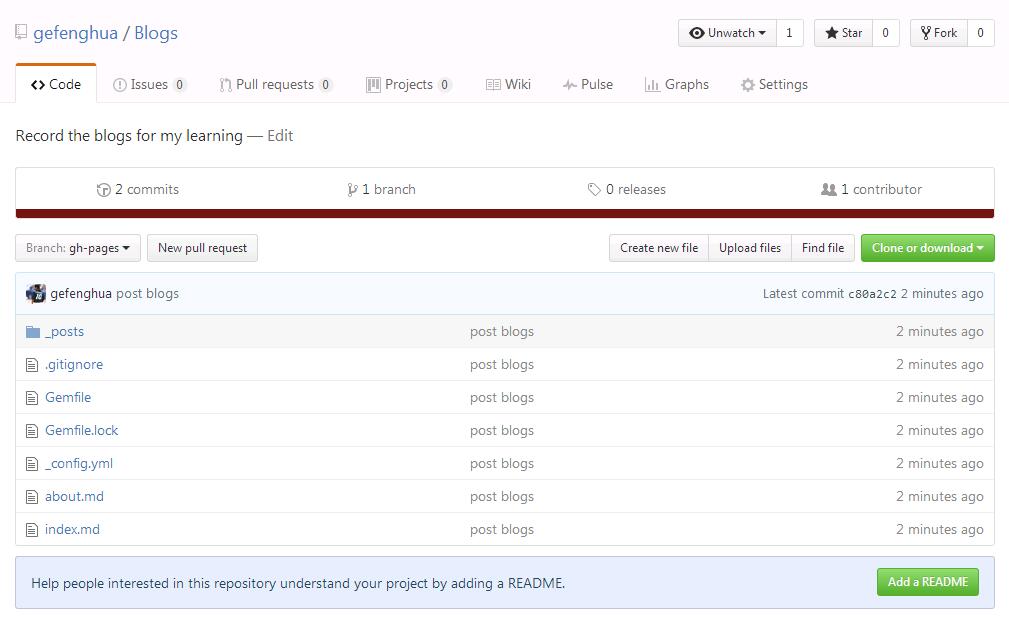 gefenghua / Blogs
Unwatch 1 Star 0 Fork 0
Code Issues 0 Pull requests 0 Projects 0 Wiki Pulse Graphs Settings
Record the blogs for my learning — Edit
2 commits 1 branch 0 releases 1 contributor
Branch: gh-pages New pull request Create new file Upload files Find file Clone or download
gefenghua post blogs Latest commit c80a2c2 2 minutes ago
_posts post blogs 2 minutes ago
.gitignore post blogs 2 minutes ago
Gemfile post blogs 2 minutes ago
Gemfile.lock post blogs 2 minutes ago
_config.yml post blogs 2 minutes ago
about.md post blogs 2 minutes ago
index.md post blogs 2 minutes ago
Help people interested in this repository understand your project by adding a README. Add a README